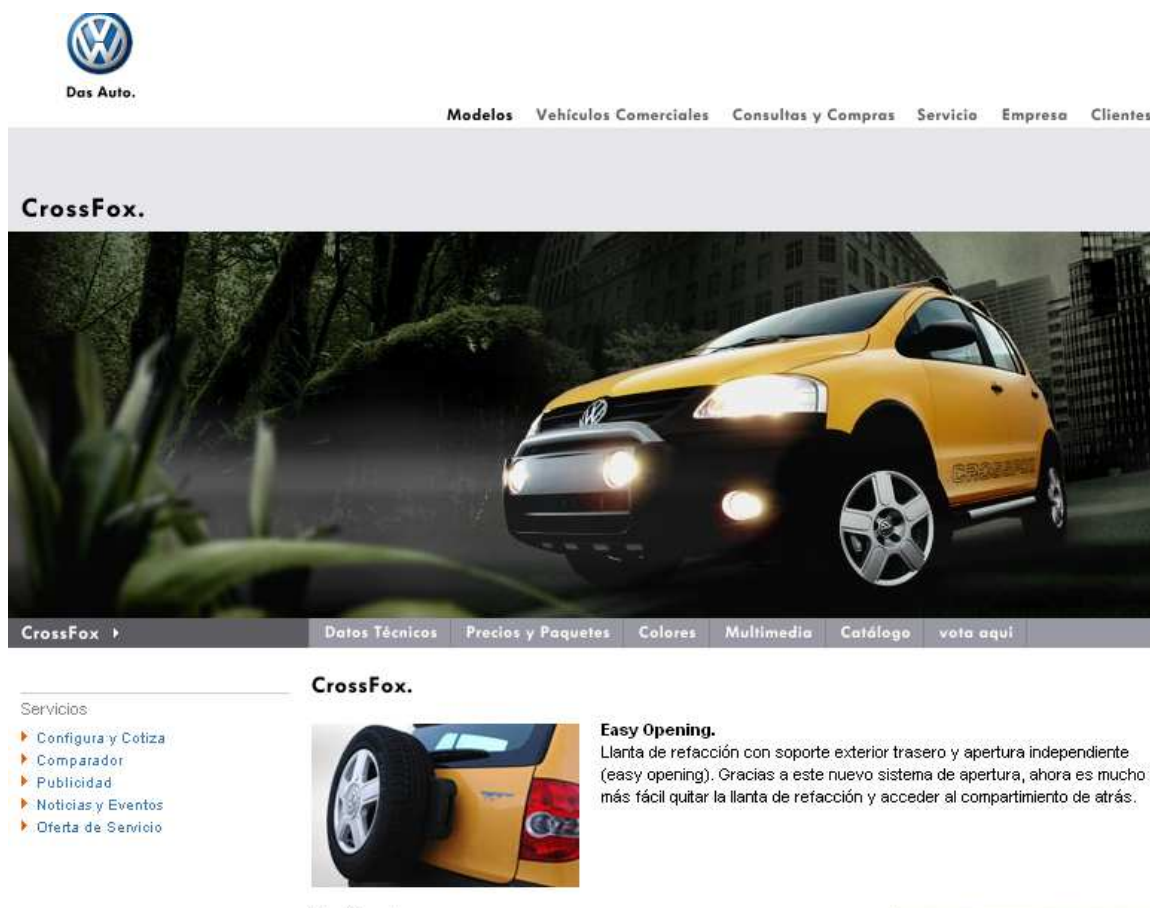 Das Auto.
Modelos Vehículos Comerciales Consultas y Compras Servicio Empresa Clientes
CrossFox.
CROSSFOX
CrossFox
Datos Técnicos Precios y Paquetes Colores Multimedia Catálogo vota aqui
Servicios
Configura y Cotiza
Comparador
Publicidad
Noticias y Eventos
Oferta de Servicio
CrossFox.
Easy Opening.
Llanta de refacción con soporte exterior trasero y apertura independiente
(easy opening). Gracias a este nuevo sistema de apertura, ahora es mucho
más fácil quitar la llanta de refacción y acceder al compartimiento de atrás.